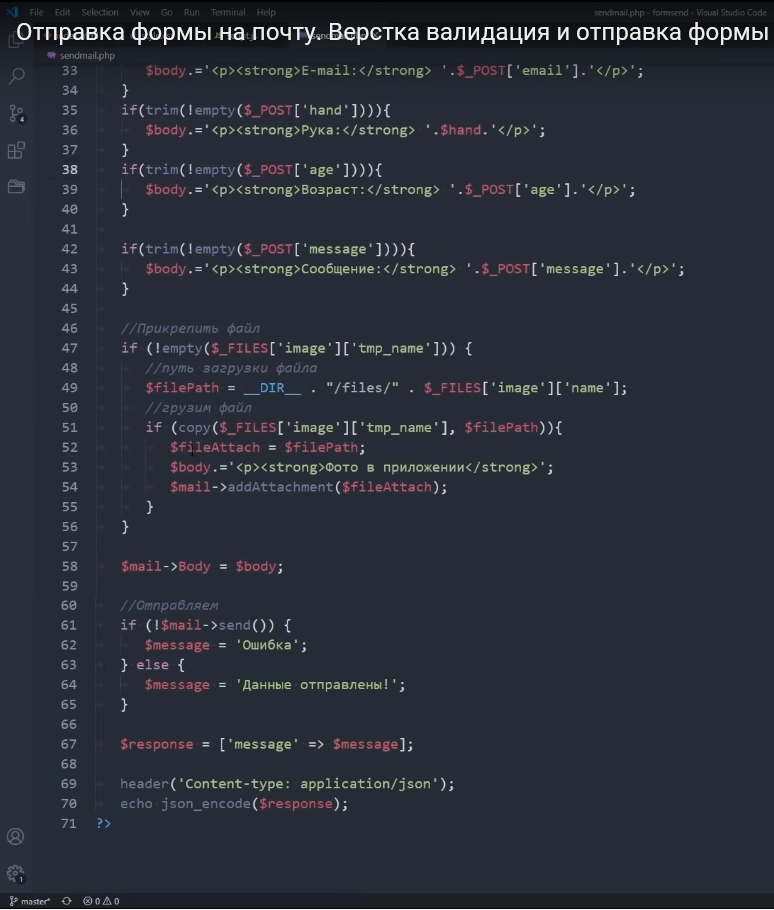 File Edit Selection View Go Run Terminal Help
sendmail.php - formsend - Visual Studio Code
Отправка формы на почту. Верстка валидация и отправка формы
sendmail.php
33 $body.='<p><strong>E-mail:</strong> '.$_POST['email'].'</p>';
34 }
35 if(trim(!empty($_POST['hand']))){
36 $body.='<p><strong>Рука:</strong> '.$hand.'</p>';
37 }
38 if(trim(!empty($_POST['age']))){
39 $body.='<p><strong>Возраст:</strong> '.$_POST['age'].'</p>';
40 }
41
42 if(trim(!empty($_POST['message']))){
43 $body.='<p><strong>Сообщение:</strong> '.$_POST['message'].'</p>';
44 }
45
46 //Прикрепить файл
47 if (!empty($_FILES['image']['tmp_name'])) {
48 //путь загрузки файла
49 $filePath = __DIR__ . "/files/" . $_FILES['image']['name'];
50 //грузим файл
51 if (copy($_FILES['image']['tmp_name'], $filePath)){
52 $fileAttach = $filePath;
53 $body.='<p><strong>Фото в приложении</strong>';
54 $mail->addAttachment($fileAttach);
55 }
56 }
57
58 $mail->Body = $body;
59
60 //Отправляем
61 if (!$mail->send()) {
62 $message = 'Ошибка';
63 } else {
64 $message = 'Данные отправлены!';
65 }
66
67 $response = ['message' => $message];
68
69 header('Content-type: application/json');
70 echo json_encode($response);
71 ?>
4
1
master* 0 0